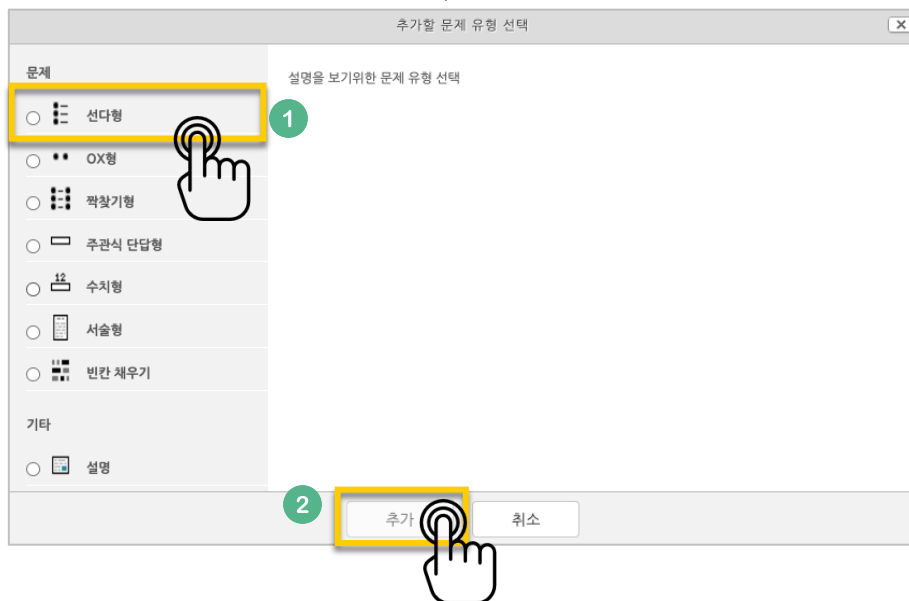 추가할 문제 유형 선택
x
문제
설명을 보기위한 문제 유형 선택
선다형
1
OX형
짝찾기형
주관식 단답형
12
수치형
서술형
빈칸 채우기
기타
설명
2
추가
취소